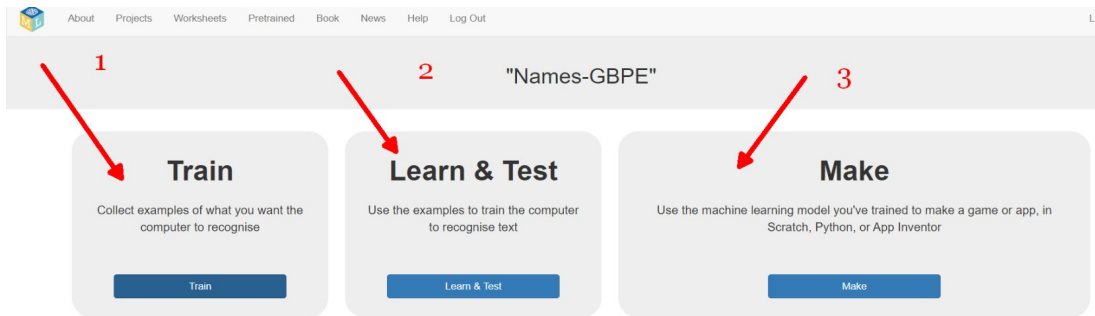 About Projects Worksheets Pretrained Book News Help Log Out
1
2
3
"Names-GBPE"
Train
Collect examples of what you want the
computer to recognise
Train
Learn & Test
Use the examples to train the computer
to recognise text
Learn & Test
Make
Use the machine learning model you've trained to make a game or app, in
Scratch, Python, or App Inventor
Make